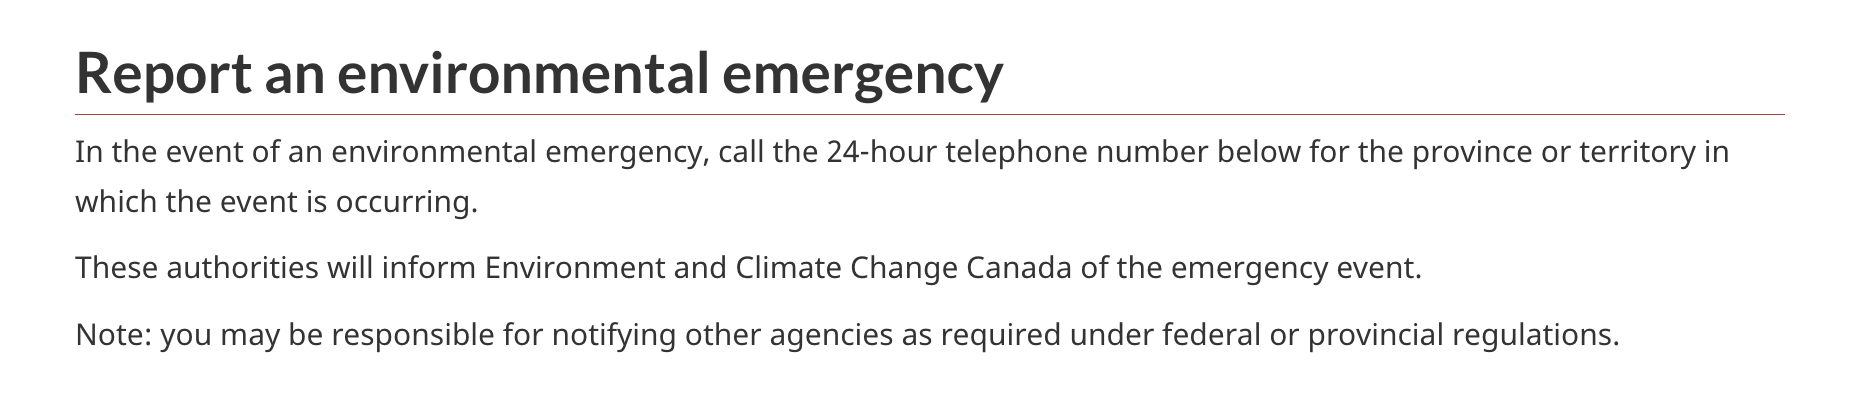 Report an environmental emergency
In the event of an environmental emergency, call the 24-hour telephone number below for the province or territory in
which the event is occurring.
These authorities will inform Environment and Climate Change Canada of the emergency event.
Note: you may be responsible for notifying other agencies as required under federal or provincial regulations.